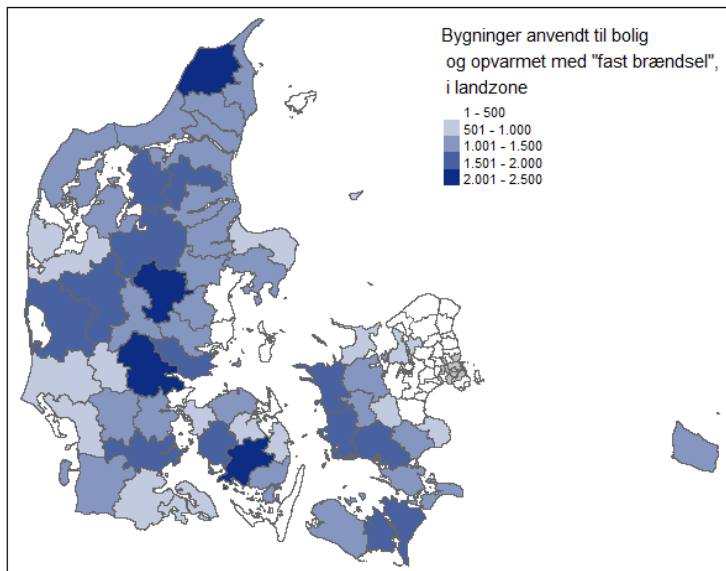 Bygninger anvendt til bolig
og opvarmet med "fast brændsel",
i landzone
1 - 500
501 - 1.000
1.001 - 1.500
1.501 - 2.000
2.001 - 2.500